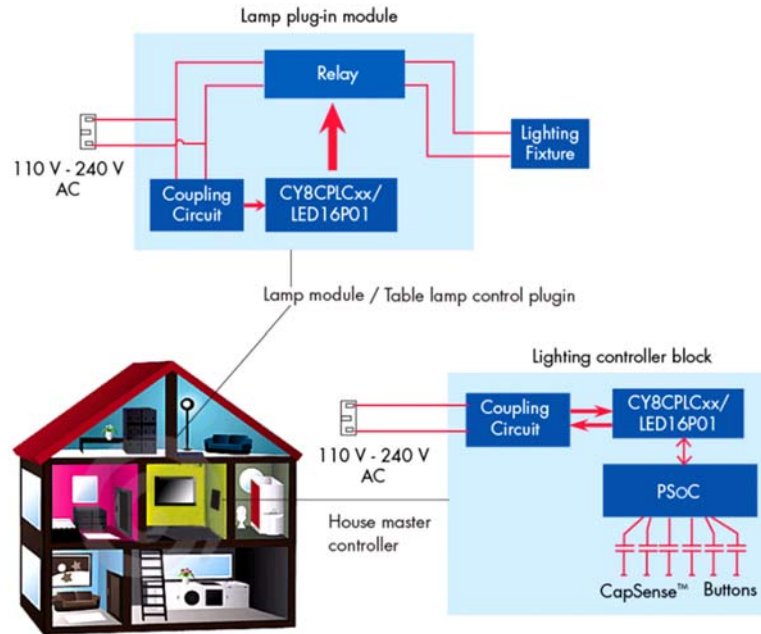 Lamp plug-in module
Relay
110 V - 240 V
AC
Coupling
Circuit
CY8CPLCxx/
LED16P01
Lighting
Fixture
Lamp module / Table lamp control plugin
Lighting controller block
110 V - 240 V
AC
Coupling
Circuit
CY8CPLCxx/
LED16P01
PSoC
House master
controller
CapSense™ Buttons